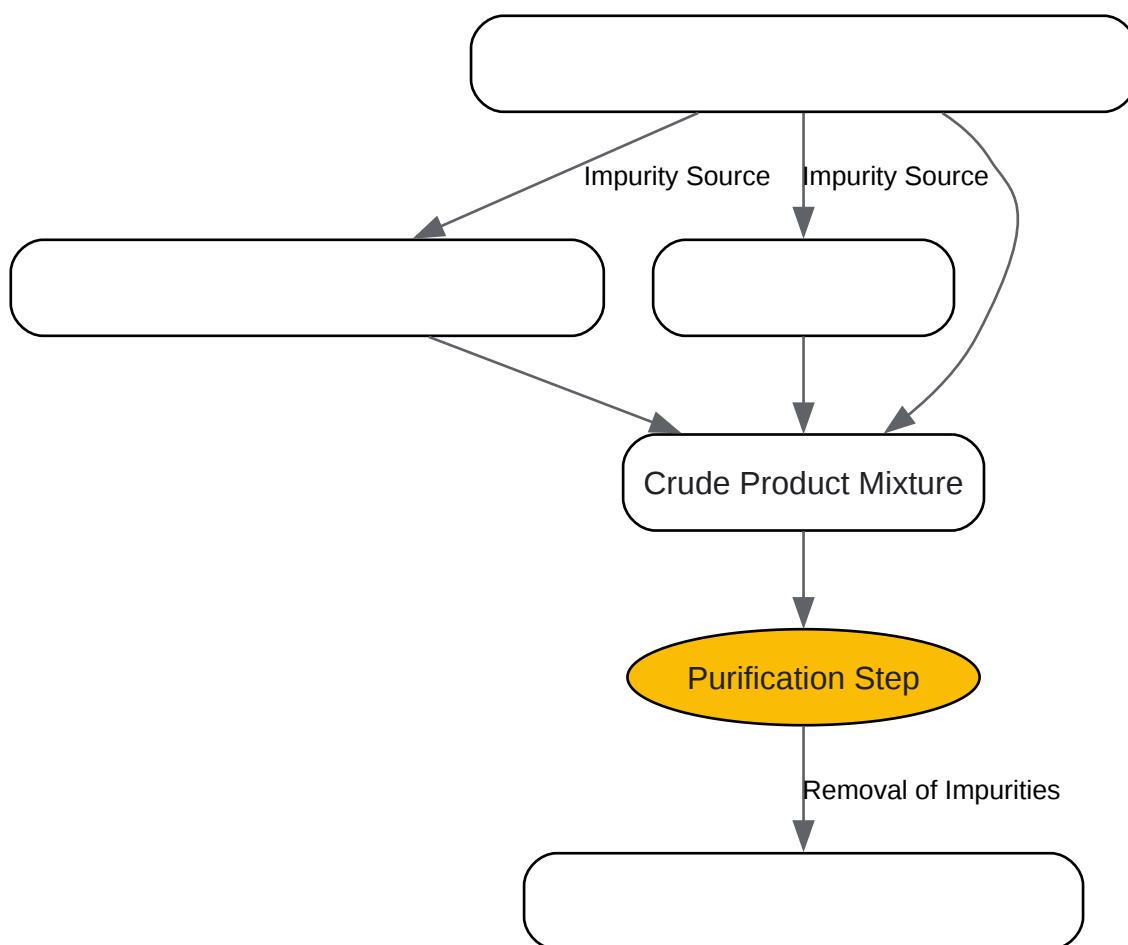 Impurity Source
Impurity Source
Crude Product Mixture
Purification Step
Removal of Impurities